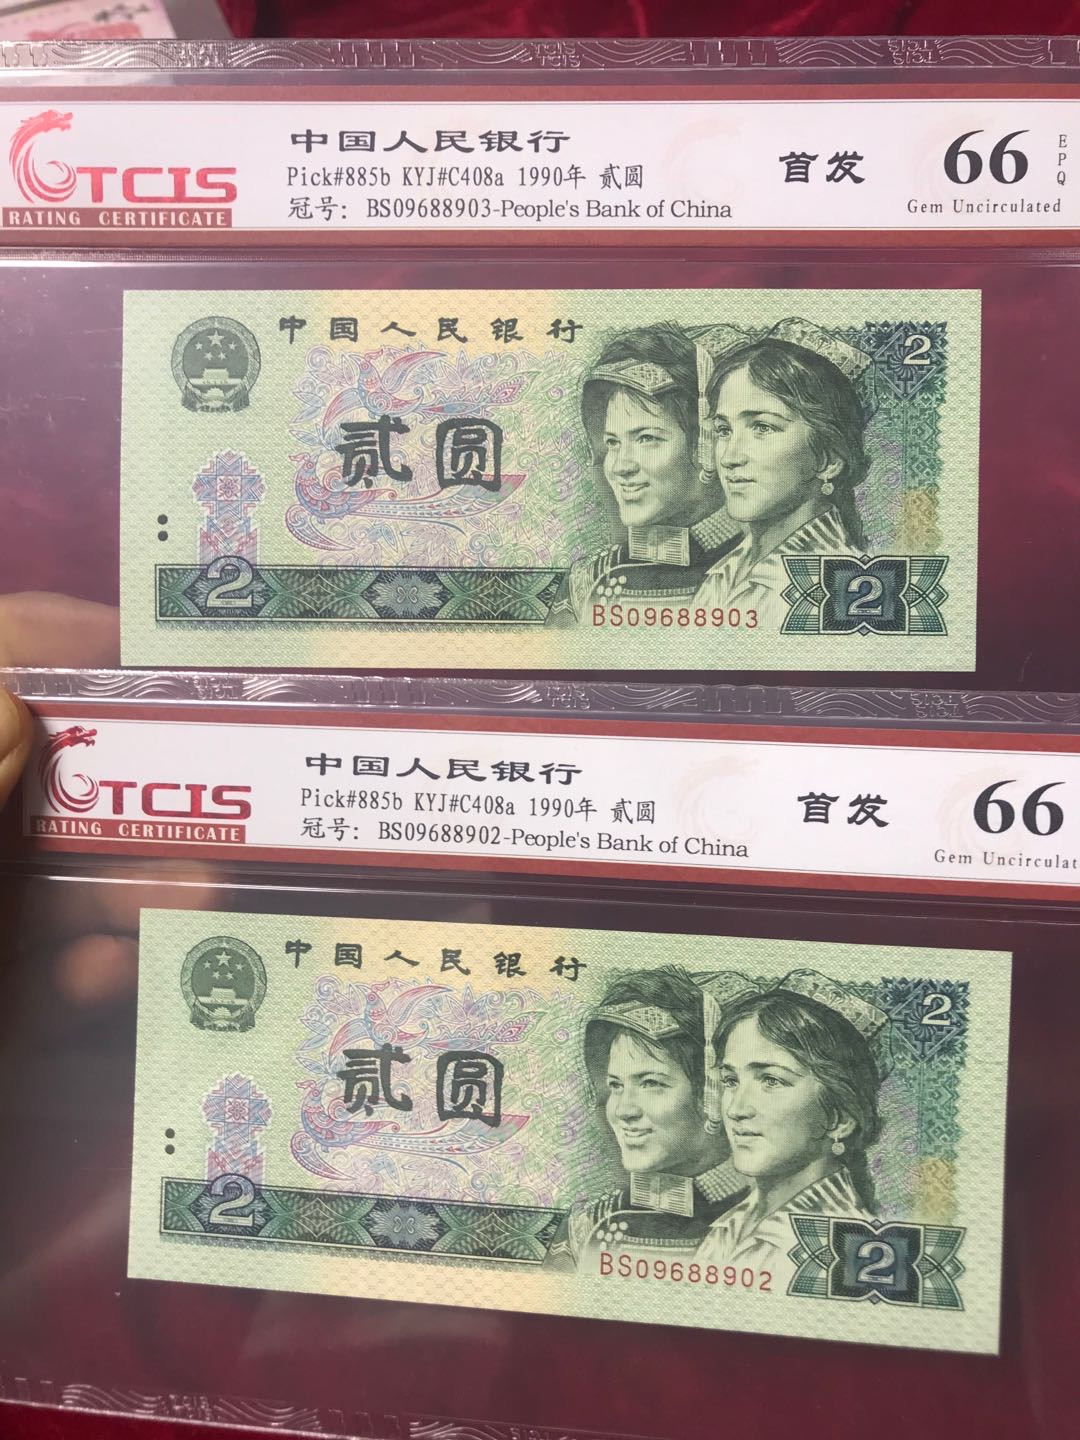 TCIS
RATING CERTIFICATE
中国人民银行
Pick#885b KYJ#C408a 1990年 贰圆
冠号: BS09688903-People's Bank of China
首发
66
EPQ
Gem Uncirculated
中国人民银行
2
贰圆
2
BS09688903
2
TCIS
RATING CERTIFICATE
中国人民银行
Pick#885b KYJ#C408a 1990年 贰圆
冠号: BS09688902-People's Bank of China
首发
66
Gem Uncirculat
中国人民银行
2
贰圆
2
BS09688902
2